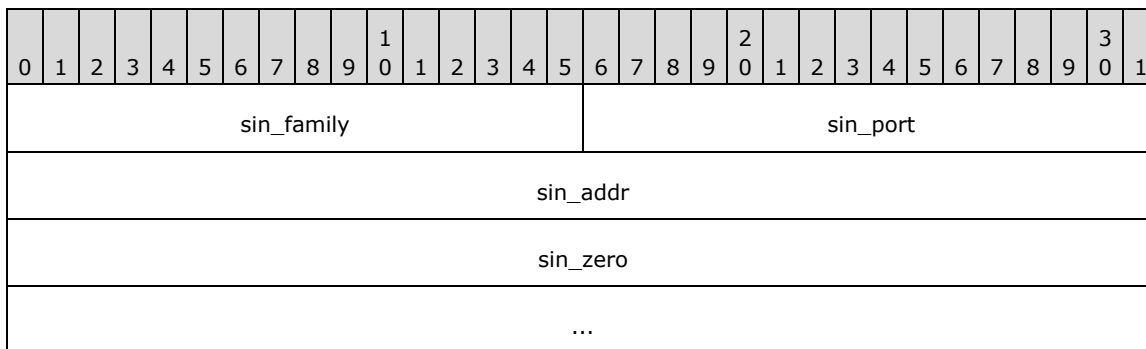 1 2 3
0 1 2 3 4 5 6 7 8 9 0 1 2 3 4 5 6 7 8 9 0 1 2 3 4 5 6 7 8 9 0 1
sin_family sin_port
sin_addr
sin_zero
...